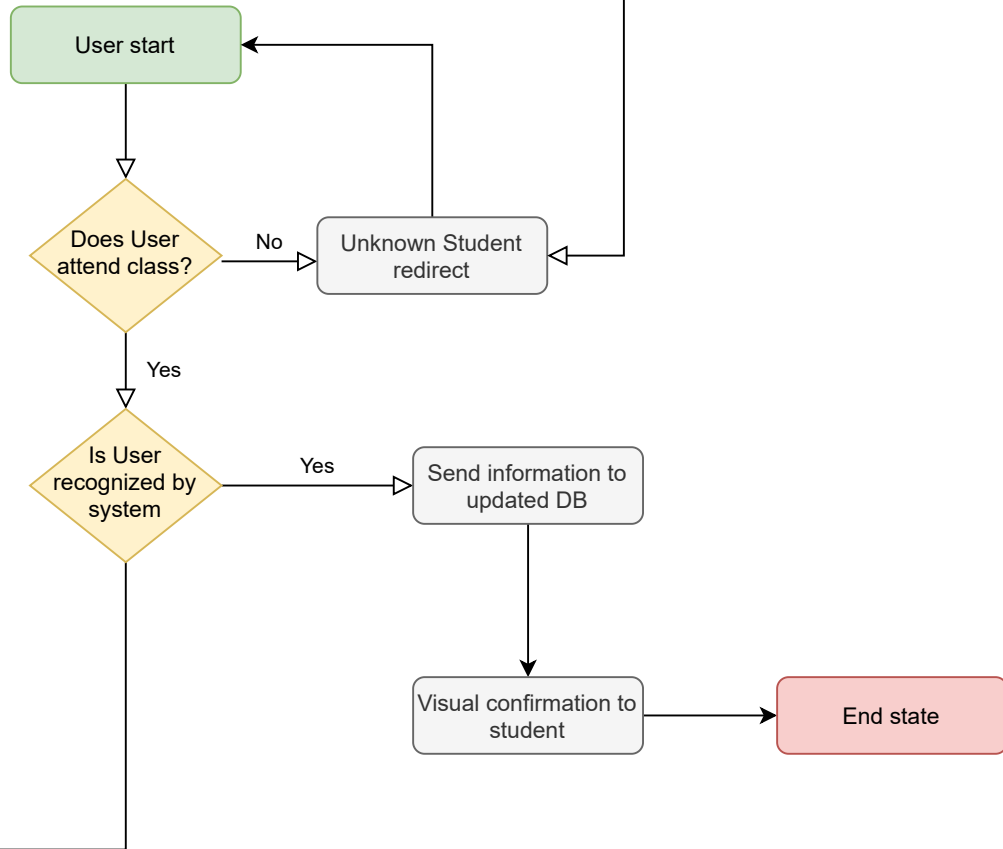 User start
Does User
attend class?
No
Unknown Student
redirect
Yes
Is User
recognized by
system
Yes
Send information to
updated DB
Visual confirmation to
student
End state